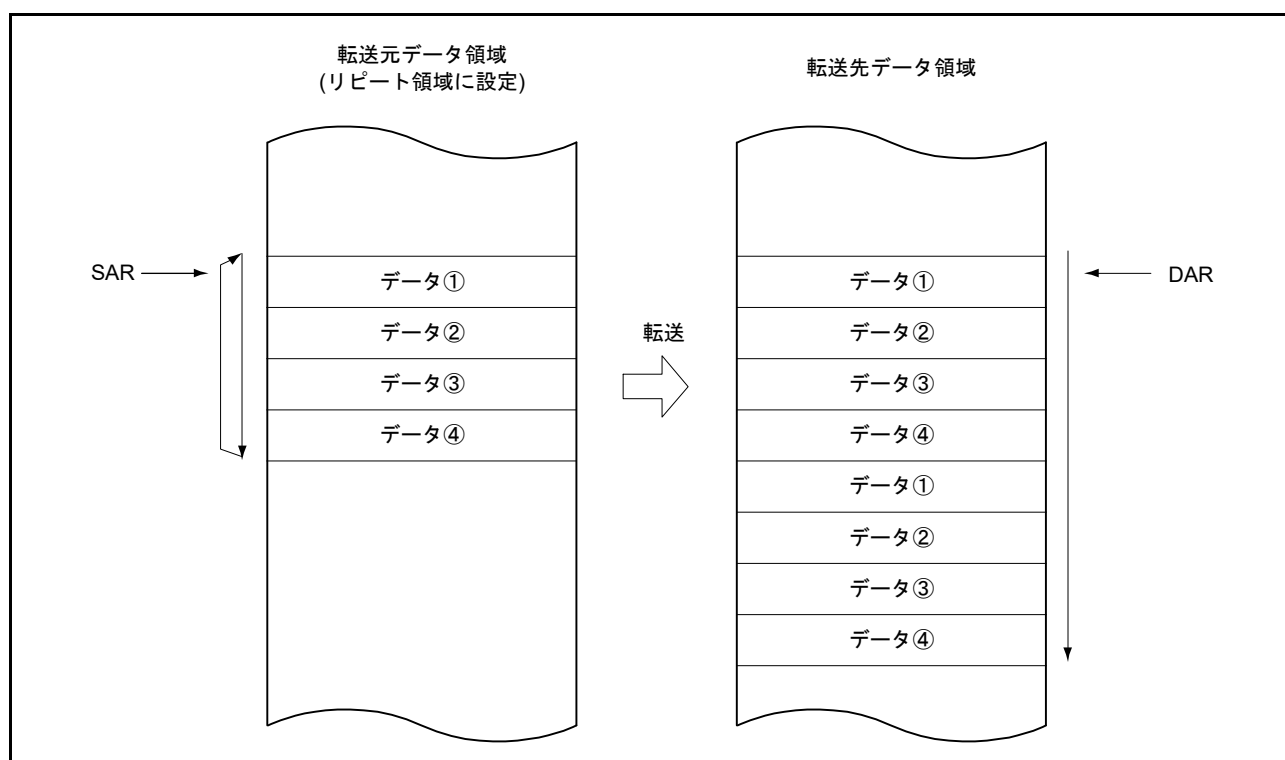 転送元データ領域
(リピート領域に設定)
転送先データ領域
SAR
データ①
データ②
データ③
データ④
転送
データ①
データ②
データ③
データ④
データ①
データ②
データ③
データ④
DAR